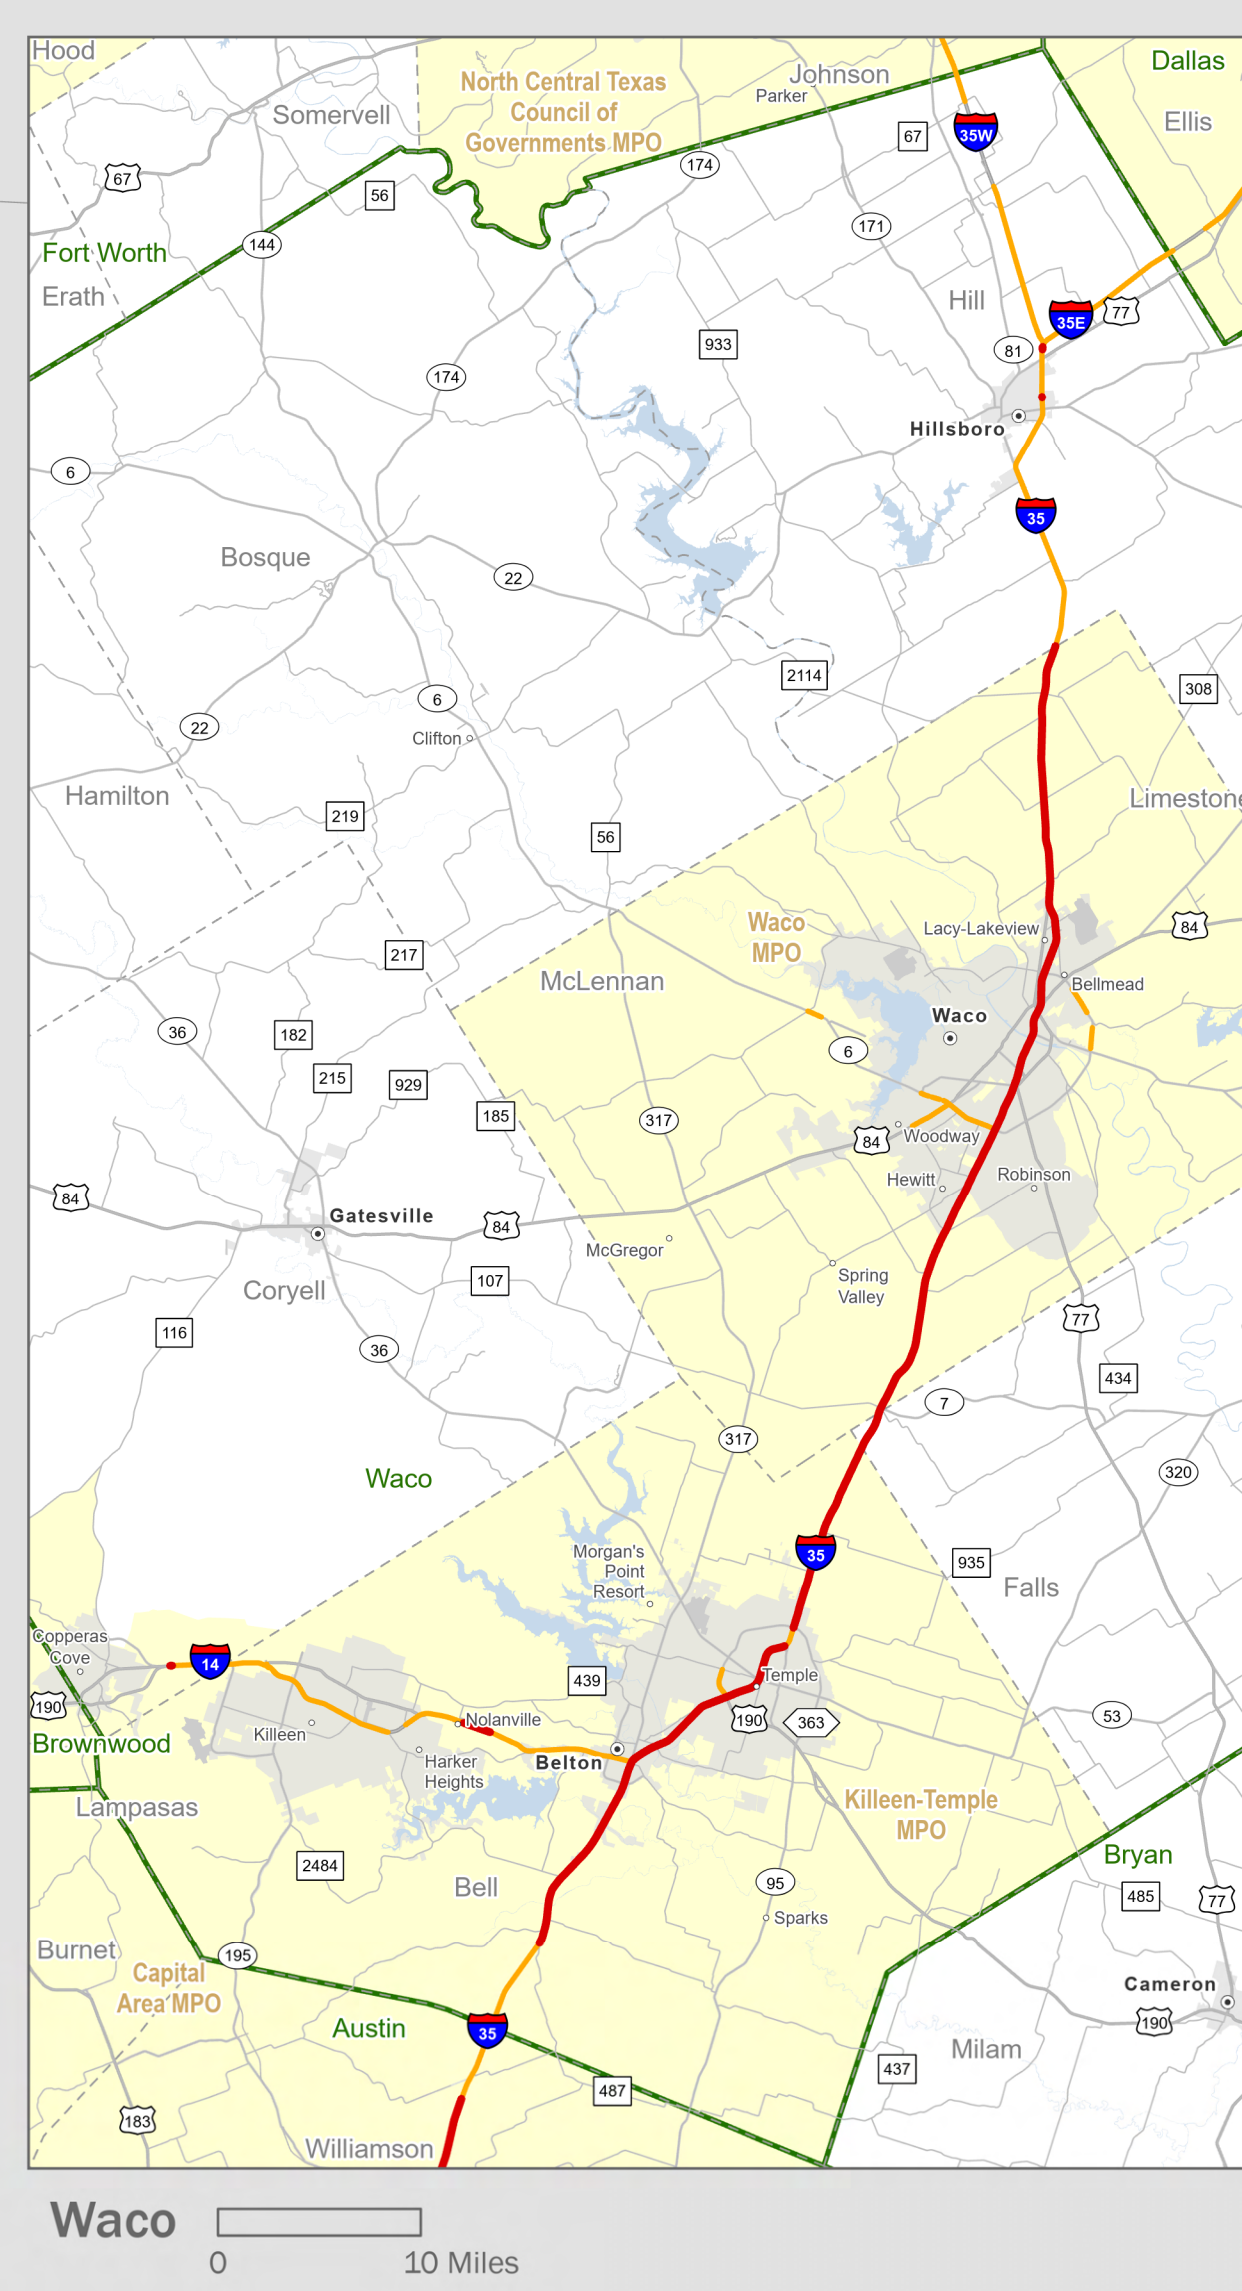 Hood
Dallas
Johnson
North Central Texas
Council of
Governments MPO
Parker
Somervell
Ellis
35W
67
174
67
56
171
144
Fort Worth
Erath
Hill
35E
77
933
81
174
Hillsboro
6
35
Bosque
22
2114
308
6
22
Clifton
Hamilton
Limestone
219
56
Waco
MPO
Lacy-Lakeview
84
217
McLennan
Bellmead
Waco
36
182
6
215
929
185
317
84
Woodway
Robinson
Hewitt
84
Gatesville
84
McGregor
Spring
Valley
107
Coryell
77
116
36
434
7
317
Waco
320
35
Morgan's
Point
Resort
935
Falls
Copperas
Cove
14
Temple
439
190
Nolanville
190
363
53
Killeen
Brownwood
Belton
Harker
Heights
Lampasas
Killeen-Temple
MPO
Bryan
2484
Bell
95
485
77
Sparks
Burnet
195
Capital
Area MPO
Cameron
Austin
35
190
Milam
437
487
183
Williamson
Waco
0
10 Miles